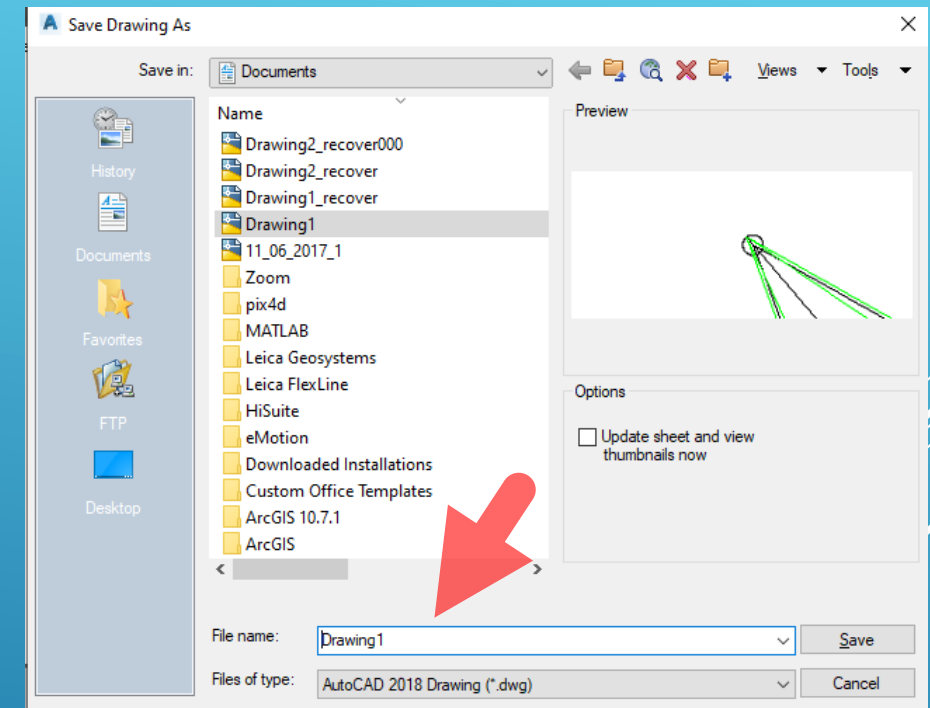 Save Drawing As
Save in:
Documents
Views
Tools
History
Documents
Favorites
FTP
Desktop
Name
Drawing2_recover000
Drawing2_recover
Drawing1_recover
Drawing1
11_06_2017_1
Zoom
pix4d
MATLAB
Leica Geosystems
Leica FlexLine
HiSuite
eMotion
Downloaded Installations
Custom Office Templates
ArcGIS 10.7.1
ArcGIS
Preview
Options
Update sheet and view
thumbnails now
File name:
Drawing1
Save
Files of type:
AutoCAD 2018 Drawing (*.dwg)
Cancel